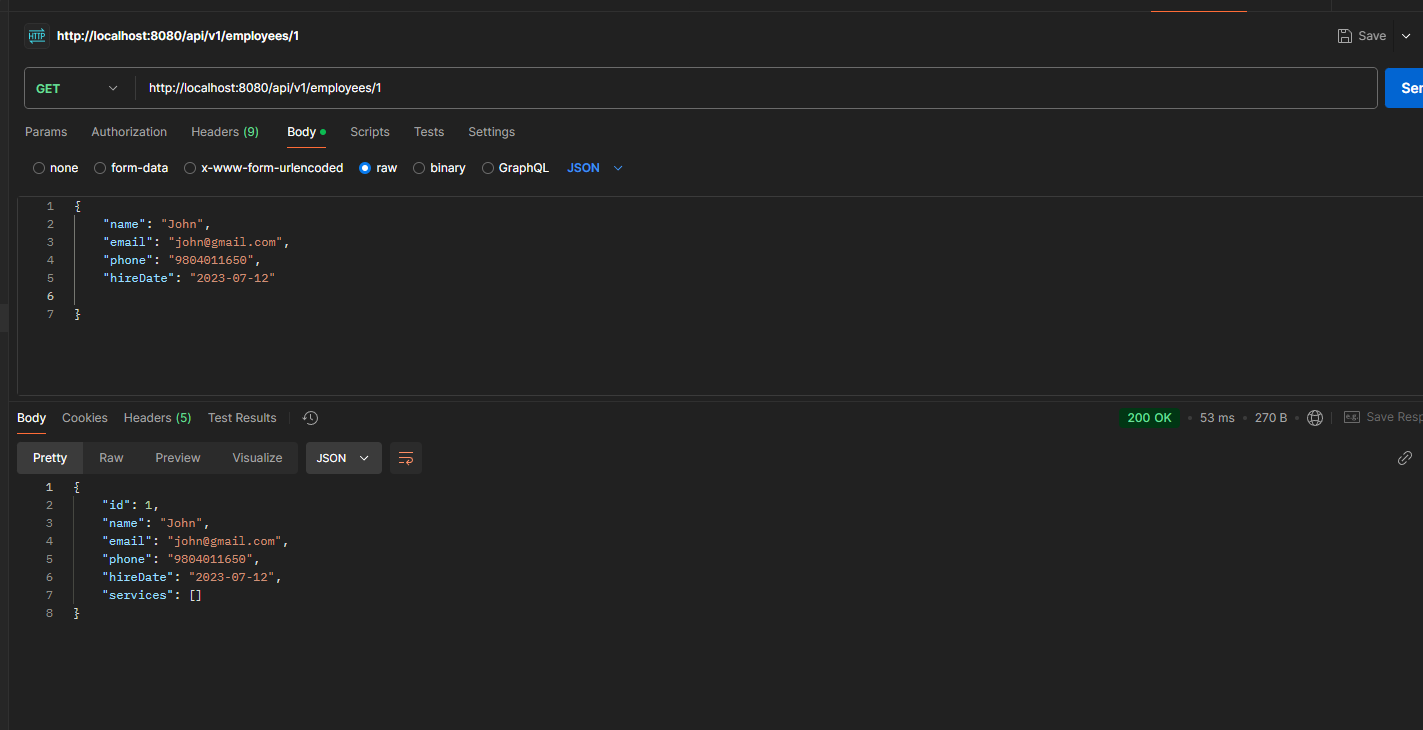 HTTP http://localhost:8080/api/v1/employees/1 Save
GET http://localhost:8080/api/v1/employees/1
Params Authorization Headers (9) Body Scripts Tests Settings
none form-data x-www-form-urlencoded raw binary GraphQL JSON
1 {
2 "name": "John",
3 "email": "john@gmail.com",
4 "phone": "9804011650",
5 "hireDate": "2023-07-12"
6
7 }
Body Cookies Headers (5) Test Results 200 OK 53 ms 270 B e.g. Save Resp
Pretty Raw Preview Visualize JSON
1 {
2 "id": 1,
3 "name": "John",
4 "email": "john@gmail.com",
5 "phone": "9804011650",
6 "hireDate": "2023-07-12",
7 "services": []
8 }